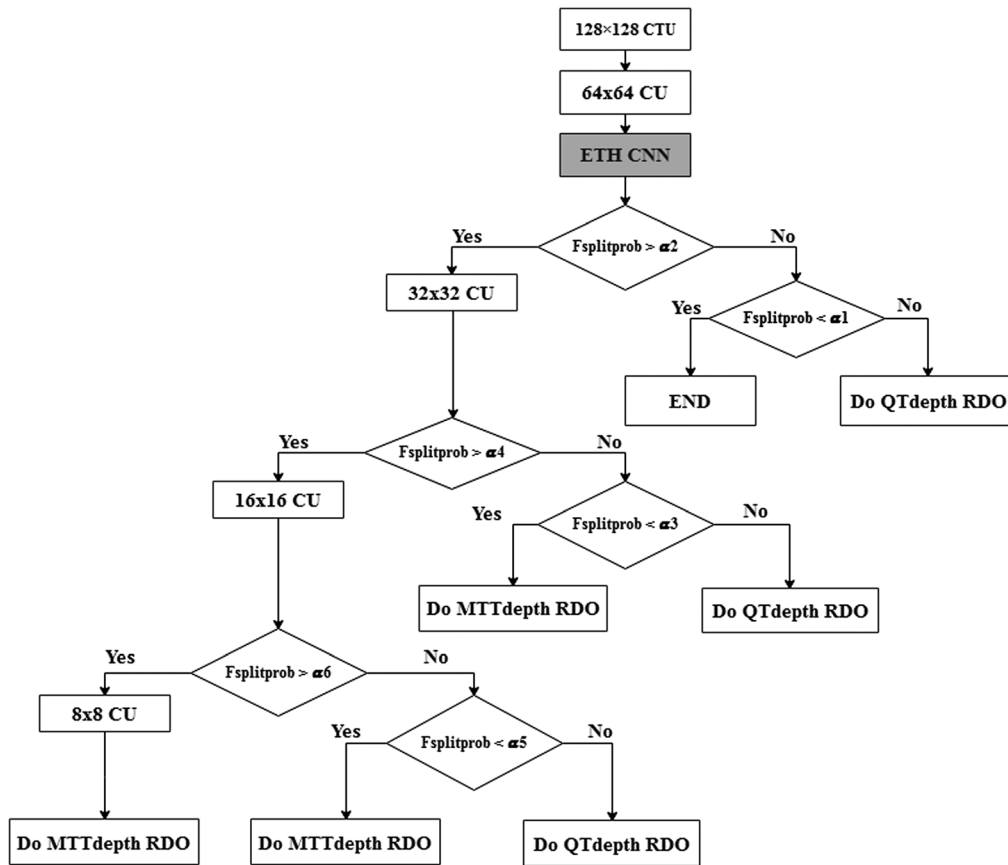 128×128 CTU
64x64 CU
ETH CNN
Fsplitprob > α2
Yes
No
32x32 CU
Fsplitprob < α1
Yes
No
END
Do QTdepth RDO
Fsplitprob > α4
Yes
No
16x16 CU
Fsplitprob < α3
Yes
No
Do MTTdepth RDO
Do QTdepth RDO
Fsplitprob > α6
Yes
No
8x8 CU
Fsplitprob < α5
Yes
No
Do MTTdepth RDO
Do MTTdepth RDO
Do QTdepth RDO